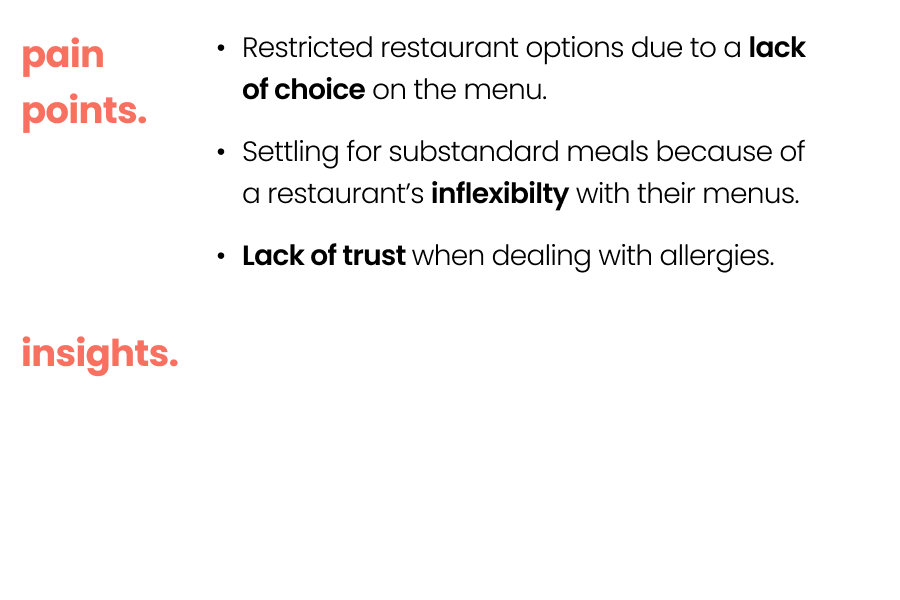 pain
points.
• Restricted restaurant options due to a lack
of choice on the menu.
• Settling for substandard meals because of
a restaurant’s inflexibilty with their menus.
• Lack of trust when dealing with allergies.
insights.